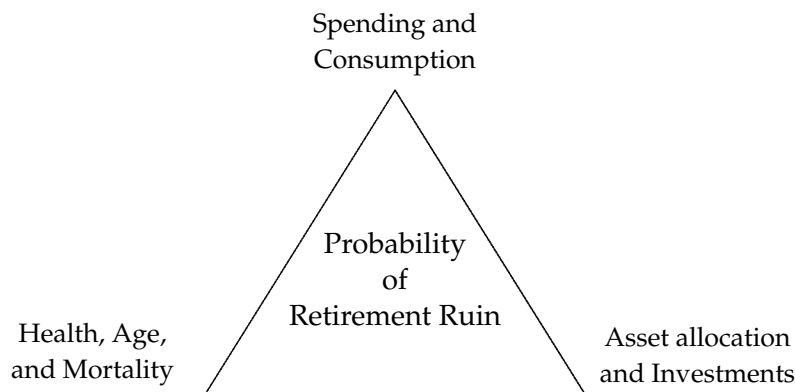 Spending and
Consumption
Probability
of
Retirement Ruin
Health, Age,
and Mortality
Asset allocation
and Investments